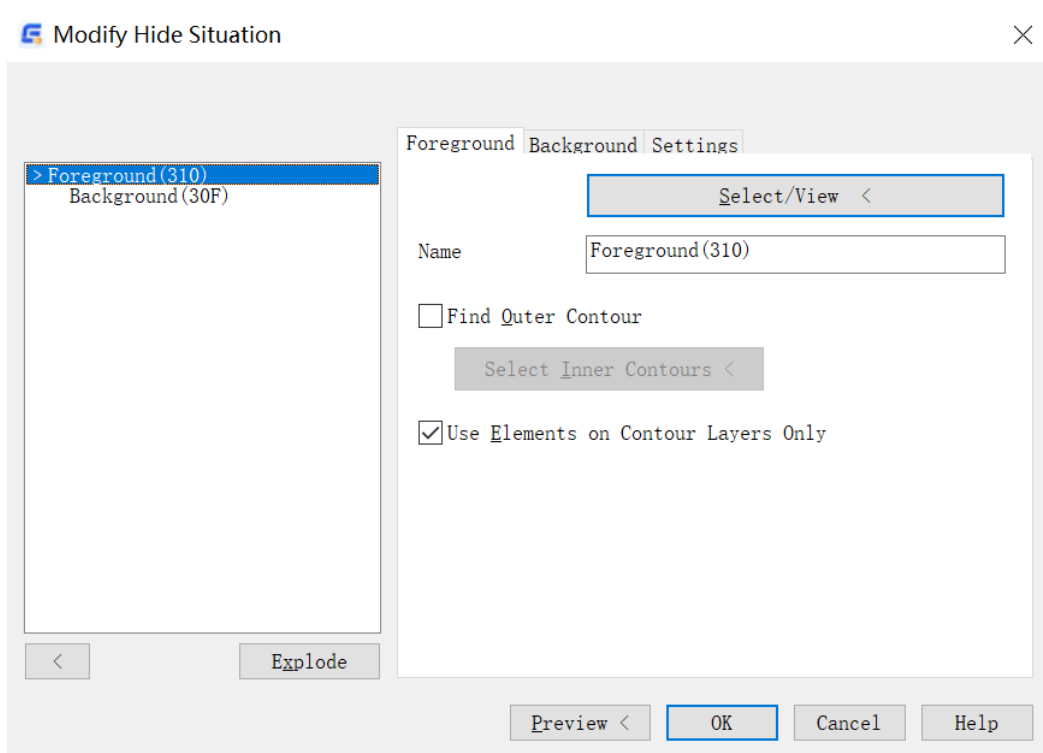 Modify Hide Situation
Foreground Background Settings
> Foreground(310)
Background(30F)
Select/View <
Name Foreground(310)
Find Outer Contour
Select Inner Contours <
Use Elements on Contour Layers Only
< Explode
Preview < OK Cancel Help